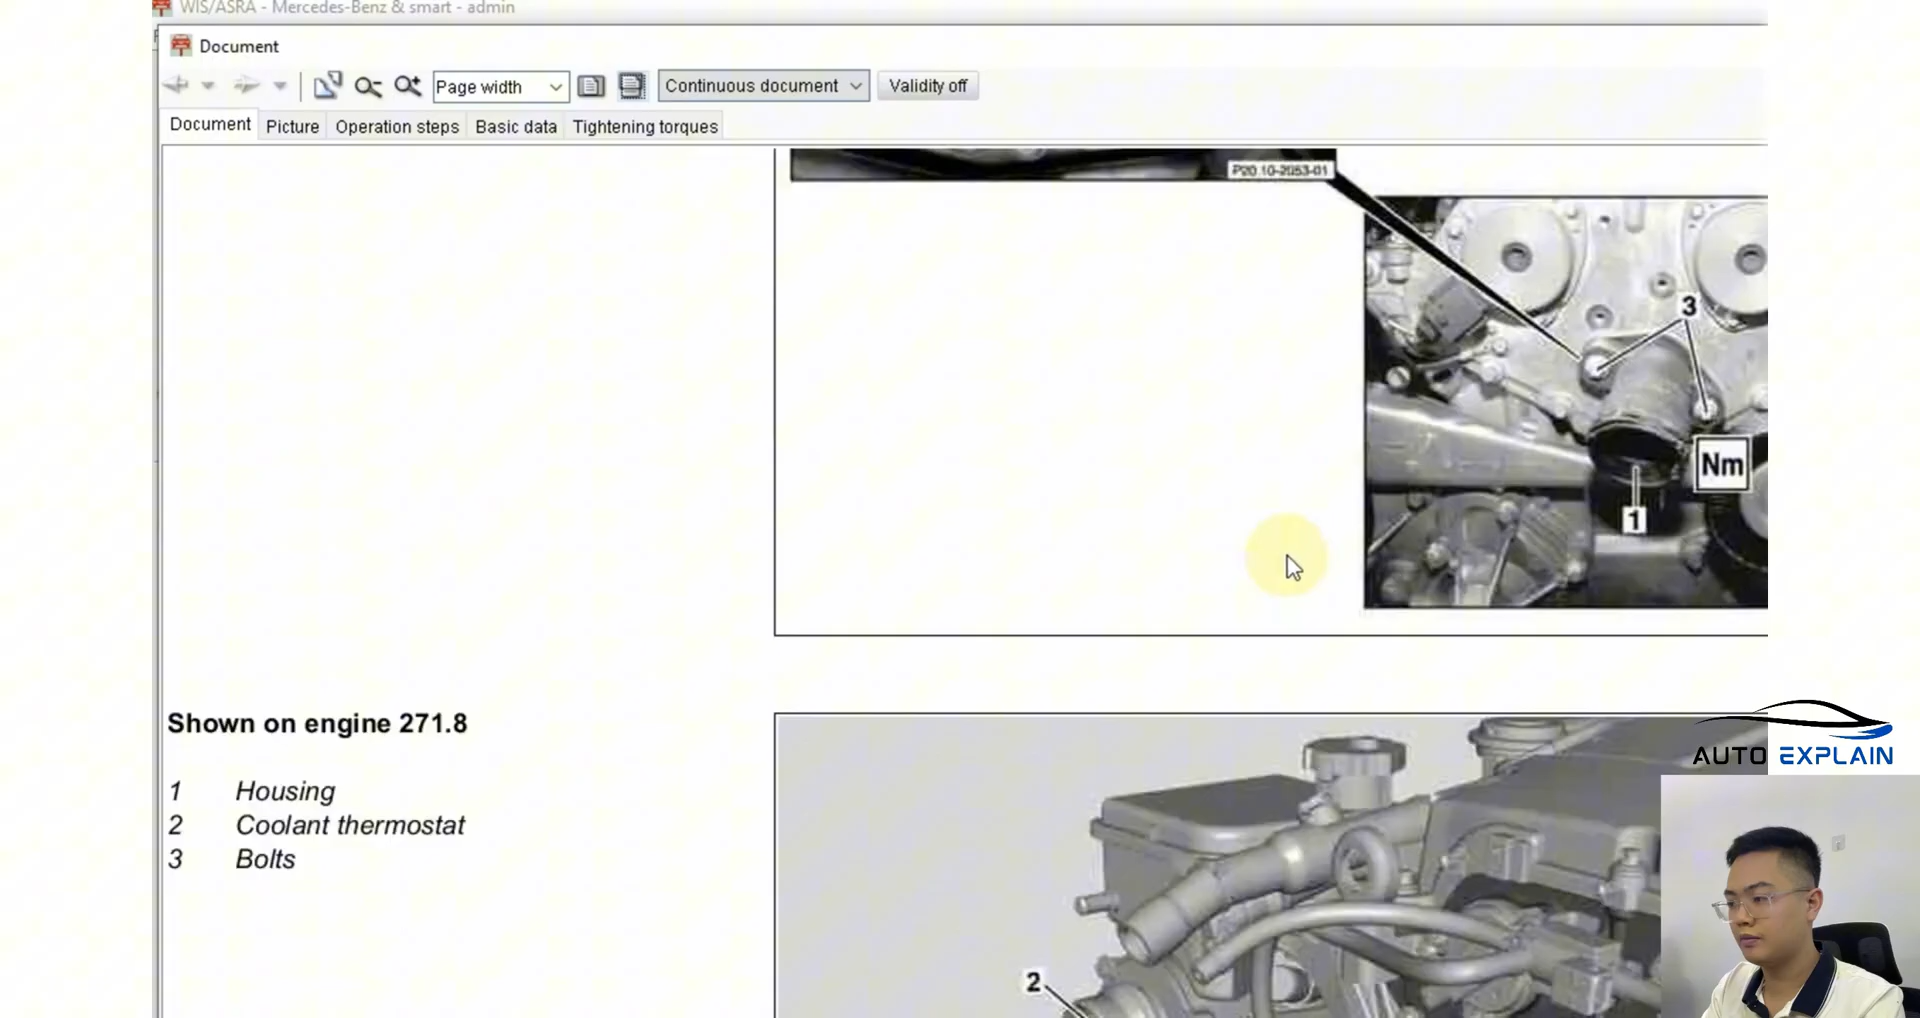 WIS/ASRA - Mercedes-Benz & smart - admin
Document
Page width
Continuous document
Validity off
Document Picture Operation steps Basic data Tightening torques
P20.10-2053-01
3
Nm
1
Shown on engine 271.8
1 Housing
2 Coolant thermostat
3 Bolts
2
AUTO EXPLAIN